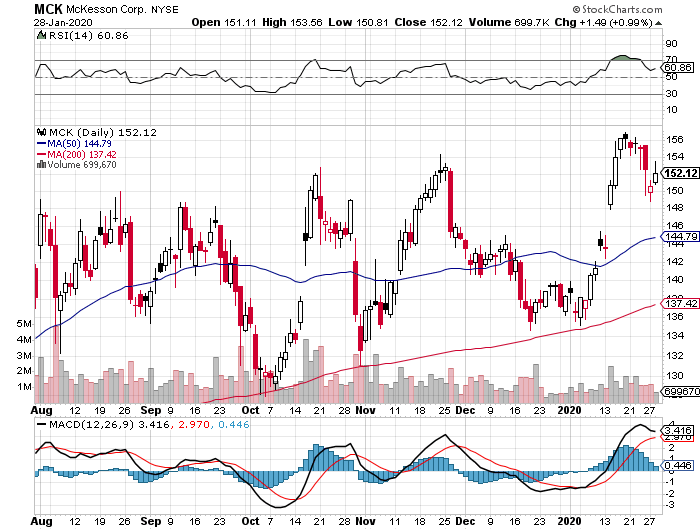 MCK McKesson Corp. NYSE © StockCharts.com
28-Jan-2020 Open 151.11 High 153.56 Low 150.81 Close 152.12 Volume 699.7K Chg +1.49 (+0.99%)
RSI(14) 60.86
90
70
60.86
50
30
10
MCK (Daily) 152.12
MA(50) 144.79
MA(200) 137.42
Volume 699,670
156
154
152.12
150
148
146
144.79
144
142
140
138
137.42
136
134
132
131
130
699670
5M
4M
3M
2M
1M
Aug 12 19 26 Sep 9 16 23 Oct 7 14 21 28 Nov 11 18 25 Dec 9 16 23 2020 13 21 27
MACD(12,26,9) 3.416, 2.970, 0.446
4
3.416
2.970
2
1
0.446
0
-1
-2
-3
Aug 12 19 26 Sep 9 16 23 Oct 7 14 21 28 Nov 11 18 25 Dec 9 16 23 2020 13 21 27